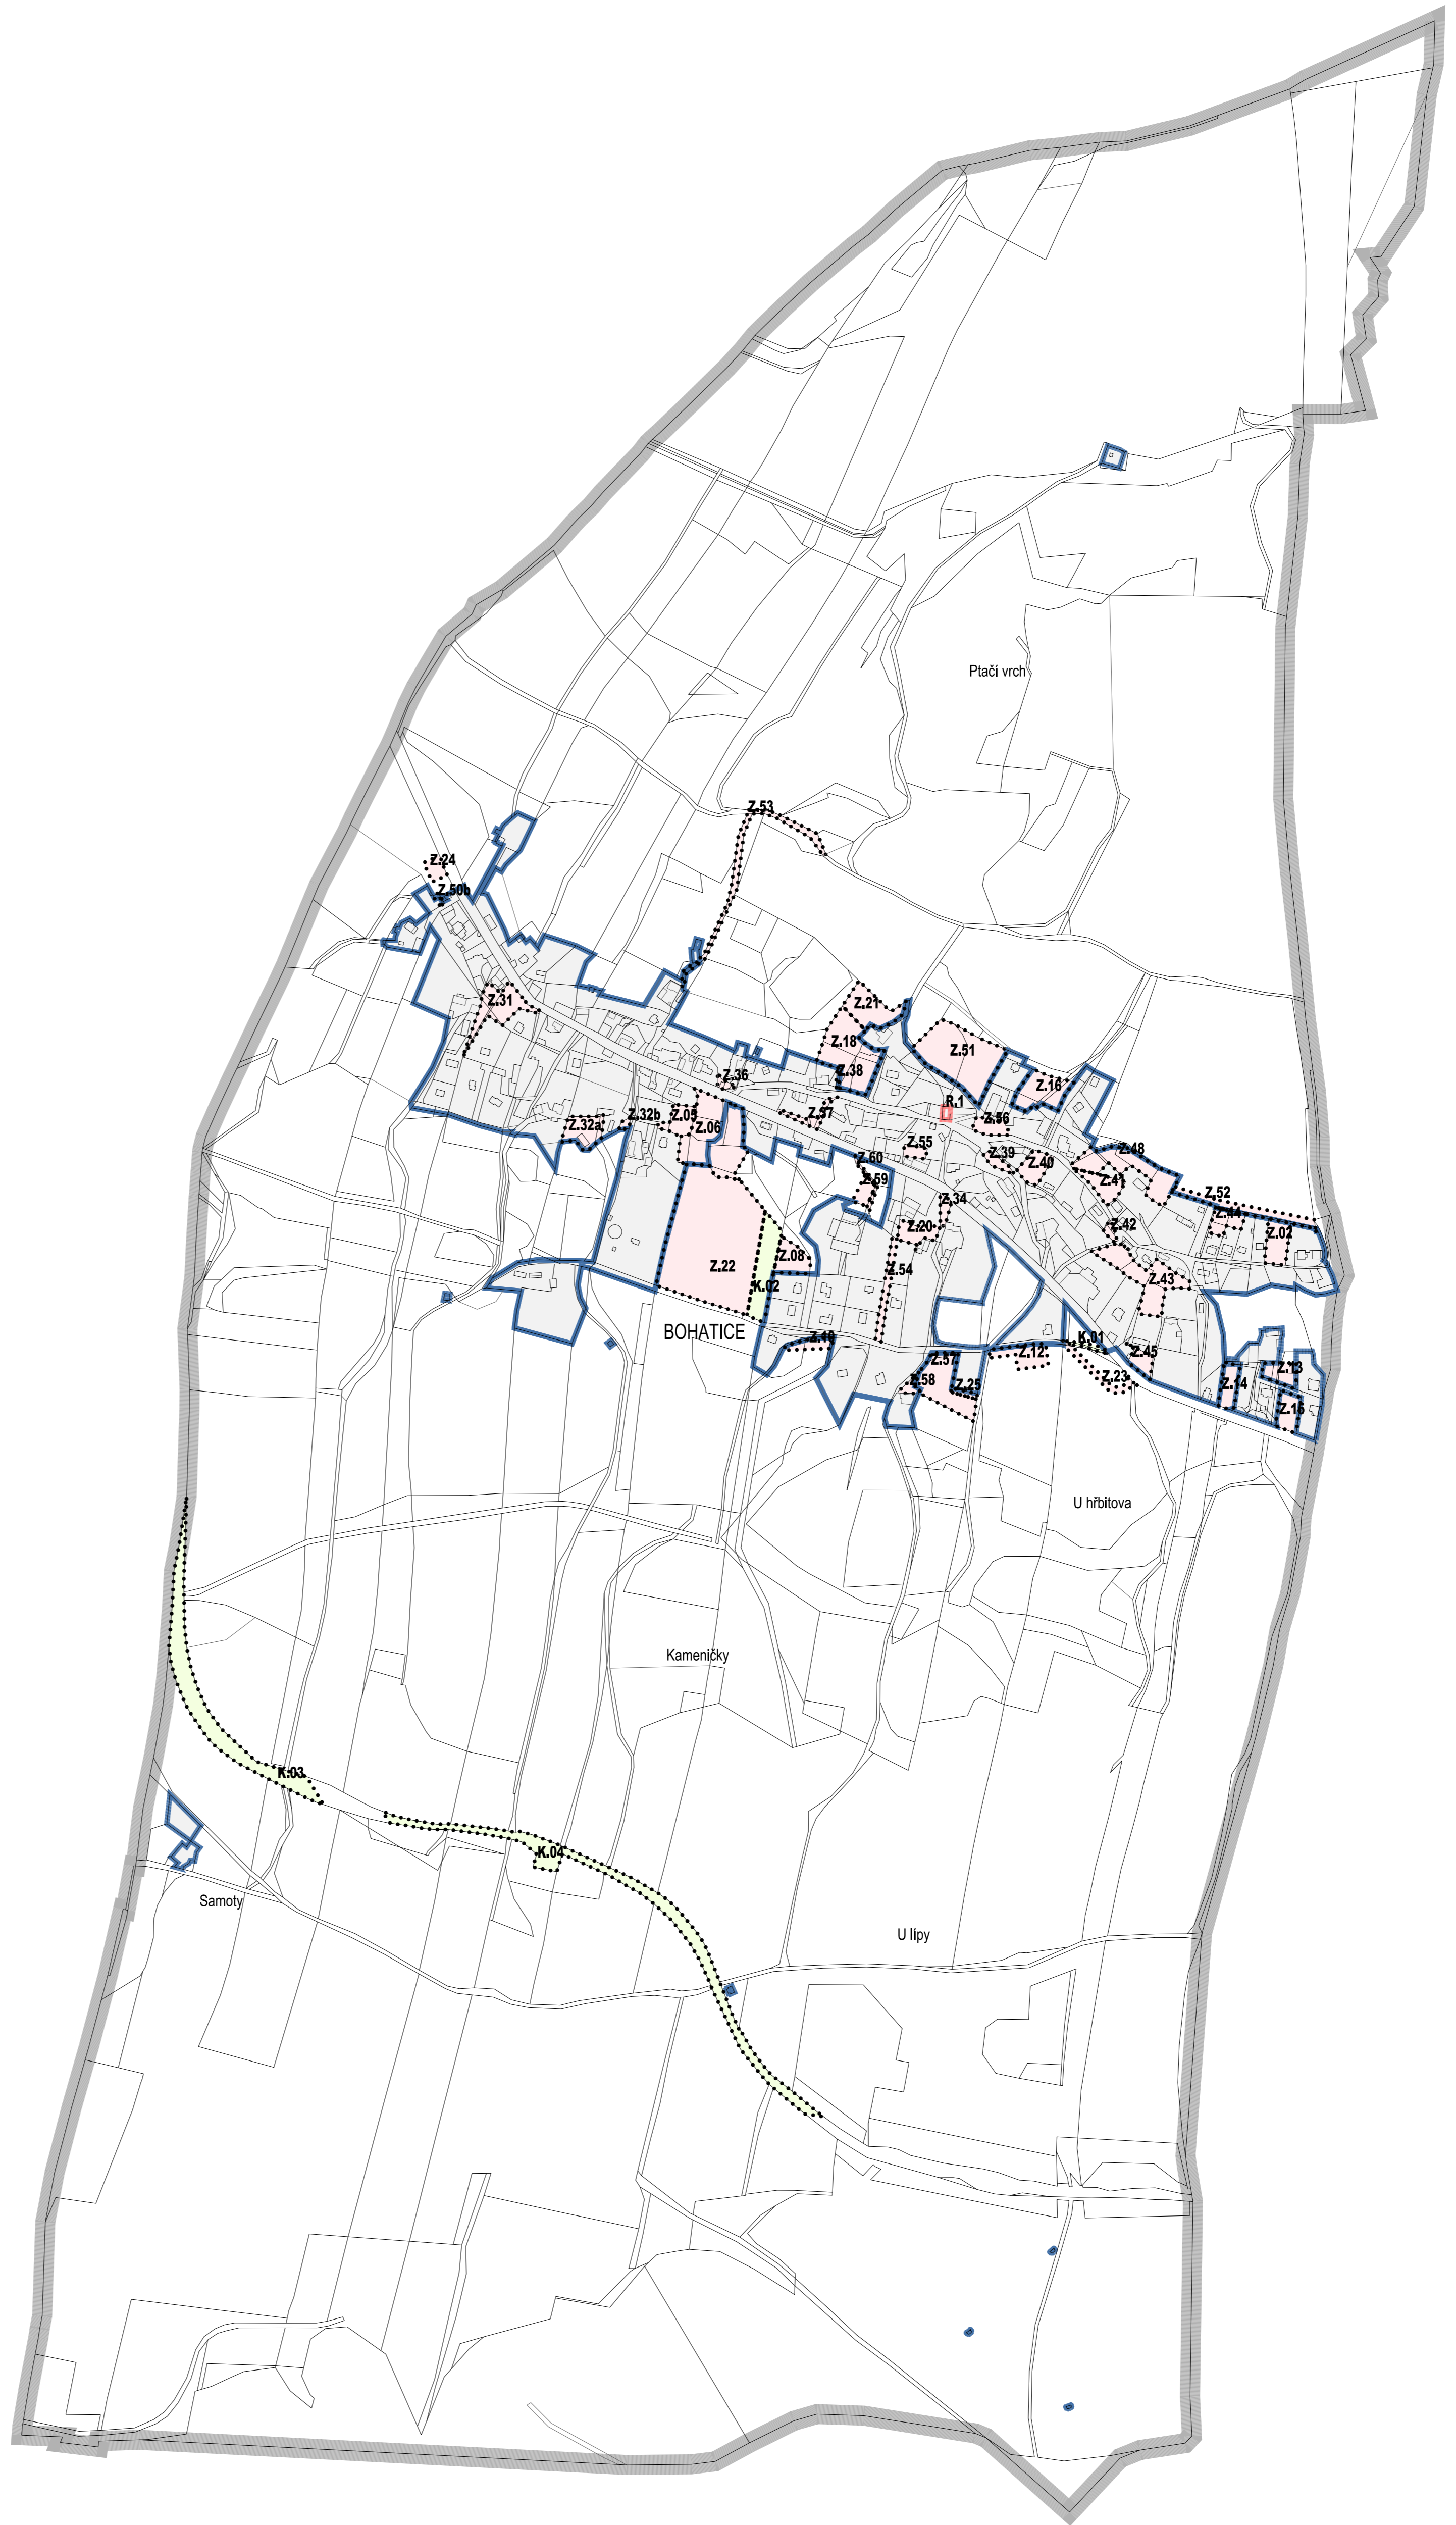 Ptačí vrch
Z.53
Z.24
Z.50b
Z.31
Z.21
Z.18
Z.51
Z.38
Z.36
Z.16
R.1
Z.37
Z.32b
Z.05
Z.32a
Z.06
Z.56
Z.55
Z.39
Z.40
Z.48
Z.60
Z.59
Z.41
Z.52
Z.34
Z.44
Z.20
Z.42
Z.02
Z.08
Z.22
Z.54
K.02
Z.43
BOHATICE
Z.10
K.01
Z.12
Z.45
Z.57
Z.13
Z.58
Z.25
Z.23
Z.14
Z.15
U hřbitova
Kameničky
K.03
K.04
Samoty
U lípy